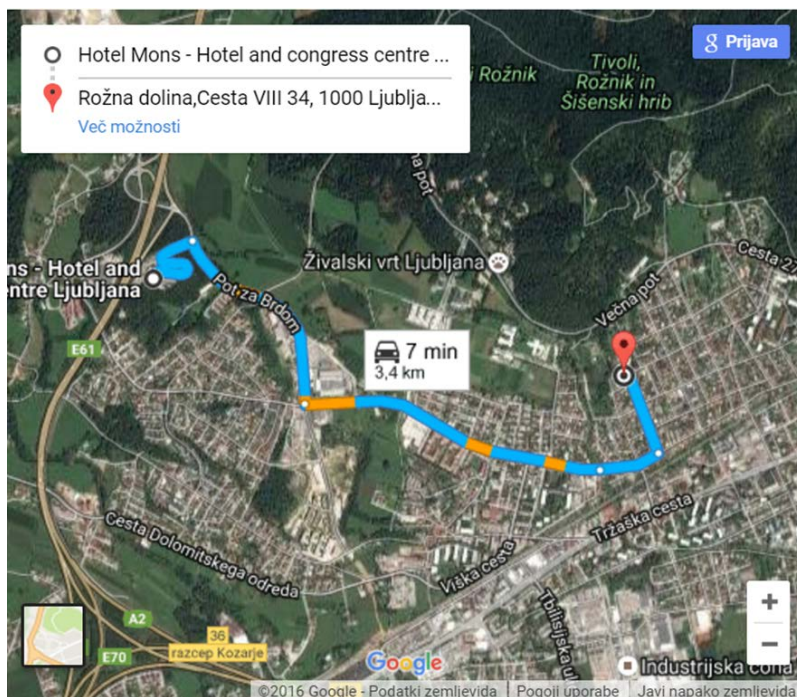 Hotel Mons - Hotel and congress centre ...
Rožna dolina,Cesta VIII 34, 1000 Ljublja...
Več možnosti
g Prijava
i Rožnik
Tivoli,
Rožnik in
Šišenski hrib
na pot
Cesta 27
Živalski vrt Ljubljana
Večna pot
ns - Hotel and
entre Ljubljana
Pot za Brdom
E61
7 min
3,4 km
Tržaška cesta
Cesta Dolomitskega odreda
Viška cesta
Tbilisijska ul
A2
36
razcep Kozarje
E70
Google
Industrijska cona
+
−
©2016 Google - Podatki zemljevida
Pogoji uporabe
Javi napako zemljevida